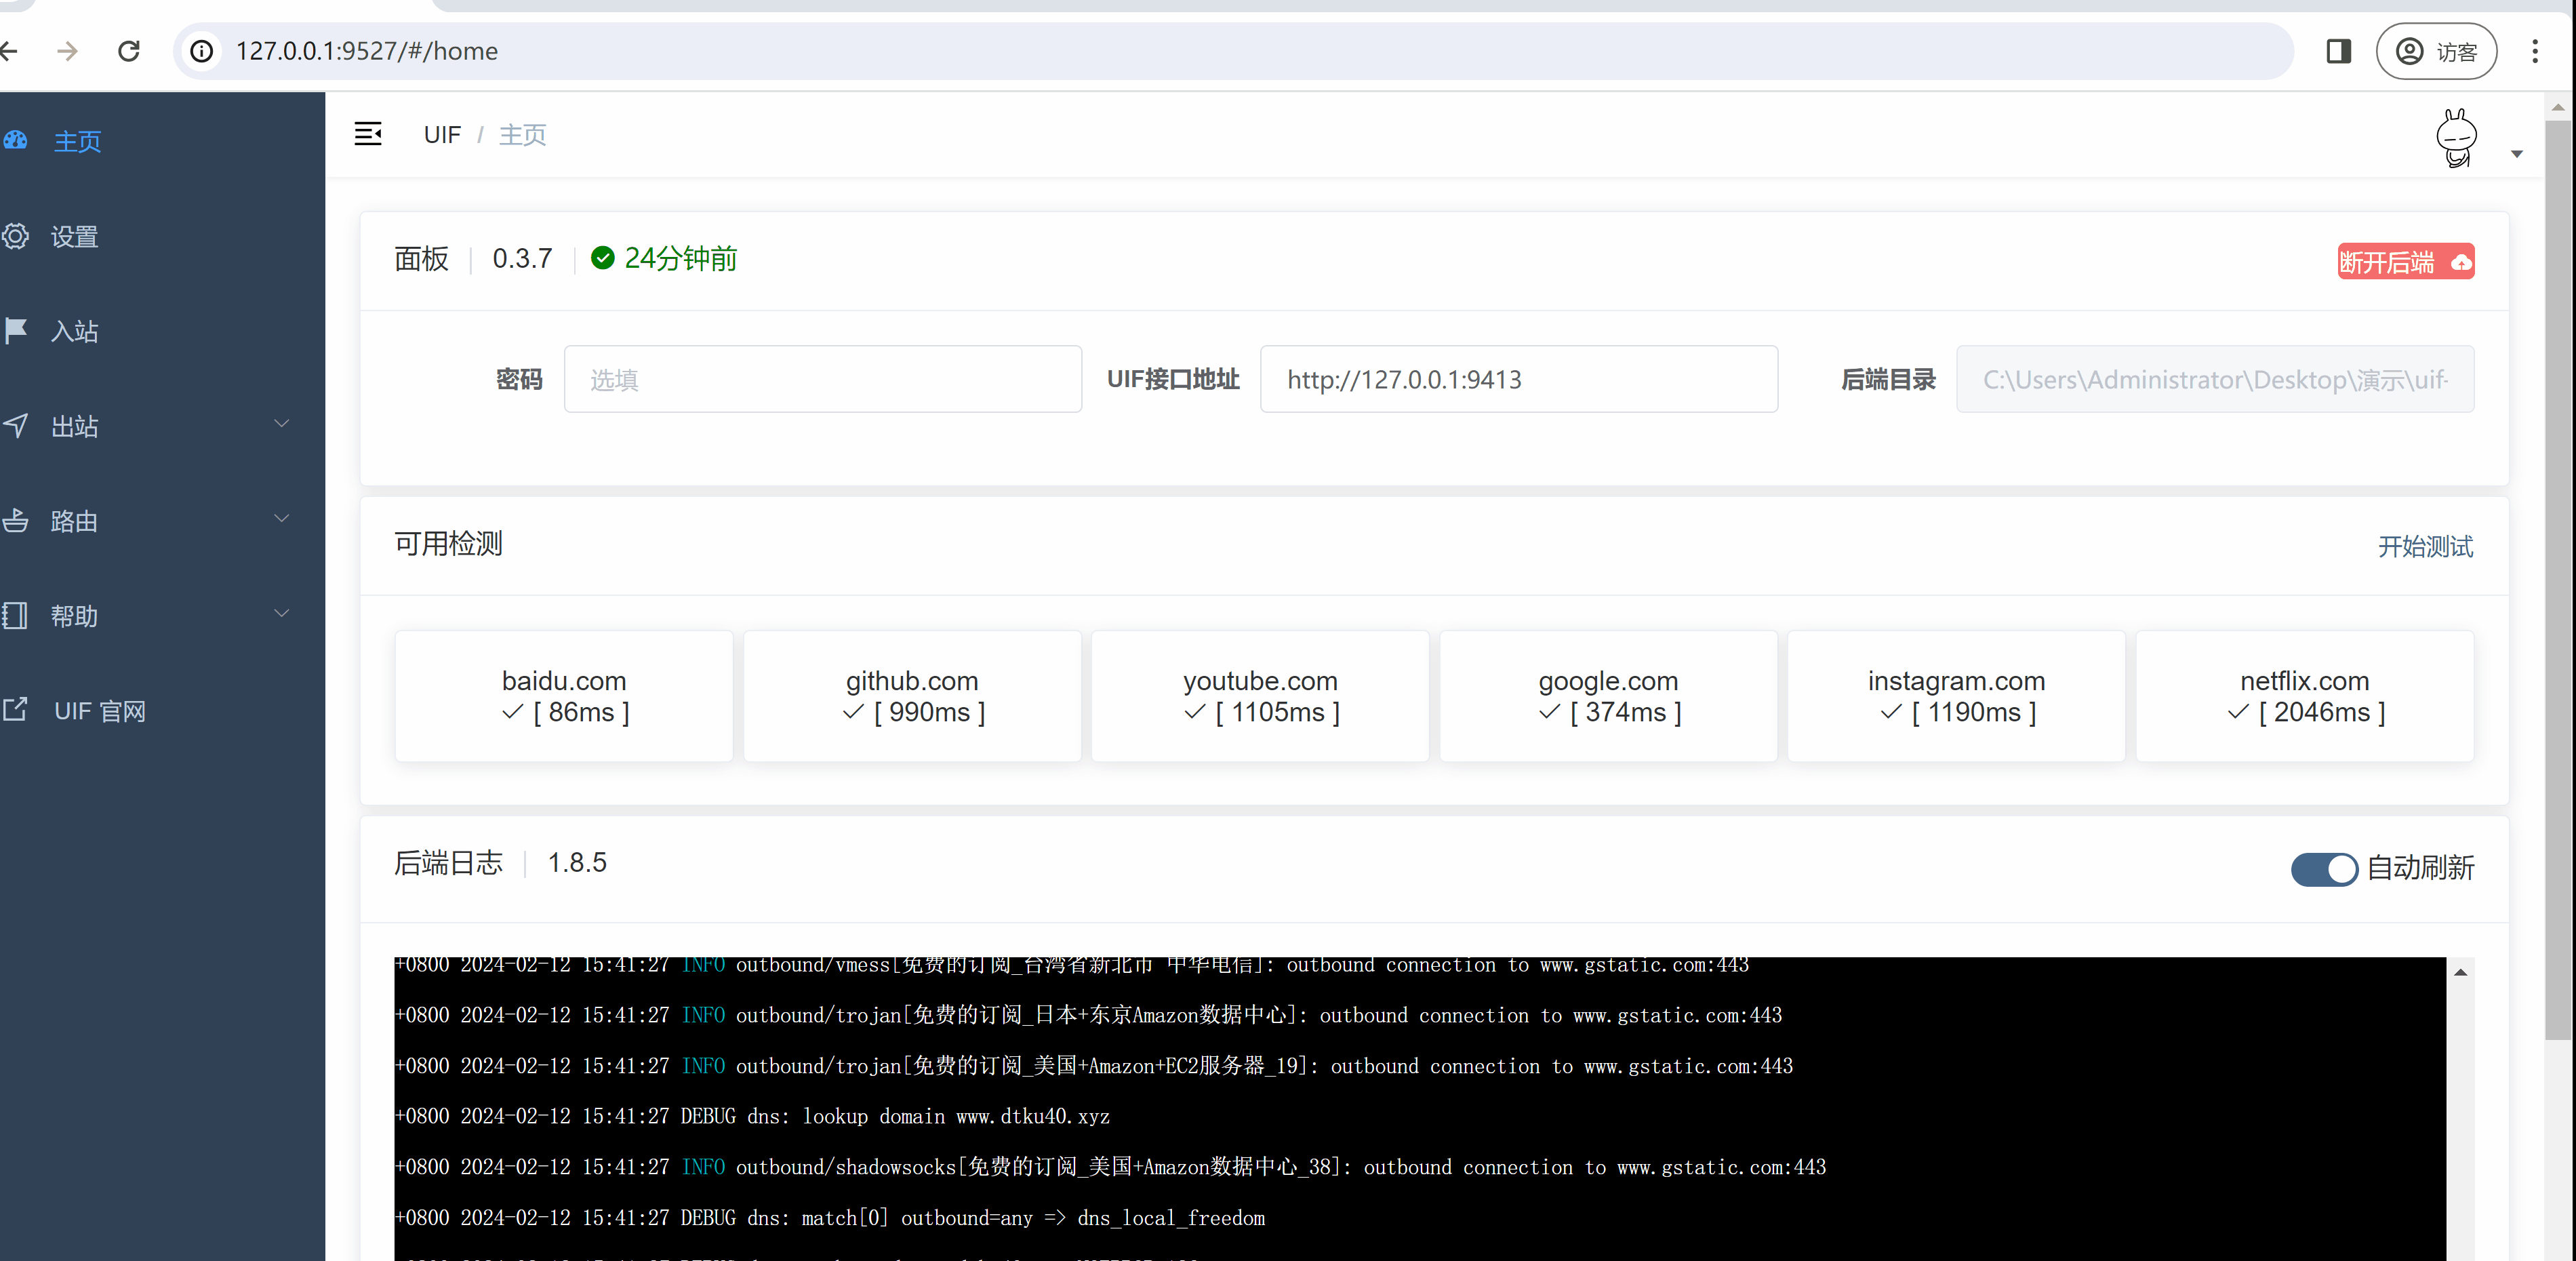 127.0.0.1:9527/#/home
访客
主页
设置
入站
出站
路由
帮助
UIF 官网
UIF / 主页
面板 | 0.3.7 | 24分钟前
断开后端
密码 选填 UIF接口地址 http://127.0.0.1:9413 后端目录 C:\Users\Administrator\Desktop\演示\uif-
可用检测
开始测试
baidu.com
[ 86ms ]
github.com
[ 990ms ]
youtube.com
[ 1105ms ]
google.com
[ 374ms ]
instagram.com
[ 1190ms ]
netflix.com
[ 2046ms ]
后端日志 | 1.8.5
自动刷新
+0800 2024-02-12 15:41:27 INFO outbound/vmess[免费的订阅_台湾省新北市 中华电信]: outbound connection to www.gstatic.com:443
+0800 2024-02-12 15:41:27 INFO outbound/trojan[免费的订阅_日本+东京Amazon数据中心]: outbound connection to www.gstatic.com:443
+0800 2024-02-12 15:41:27 INFO outbound/trojan[免费的订阅_美国+Amazon+EC2服务器_19]: outbound connection to www.gstatic.com:443
+0800 2024-02-12 15:41:27 DEBUG dns: lookup domain www.dtku40.xyz
+0800 2024-02-12 15:41:27 INFO outbound/shadowsocks[免费的订阅_美国+Amazon数据中心_38]: outbound connection to www.gstatic.com:443
+0800 2024-02-12 15:41:27 DEBUG dns: match[0] outbound=any => dns_local_freedom